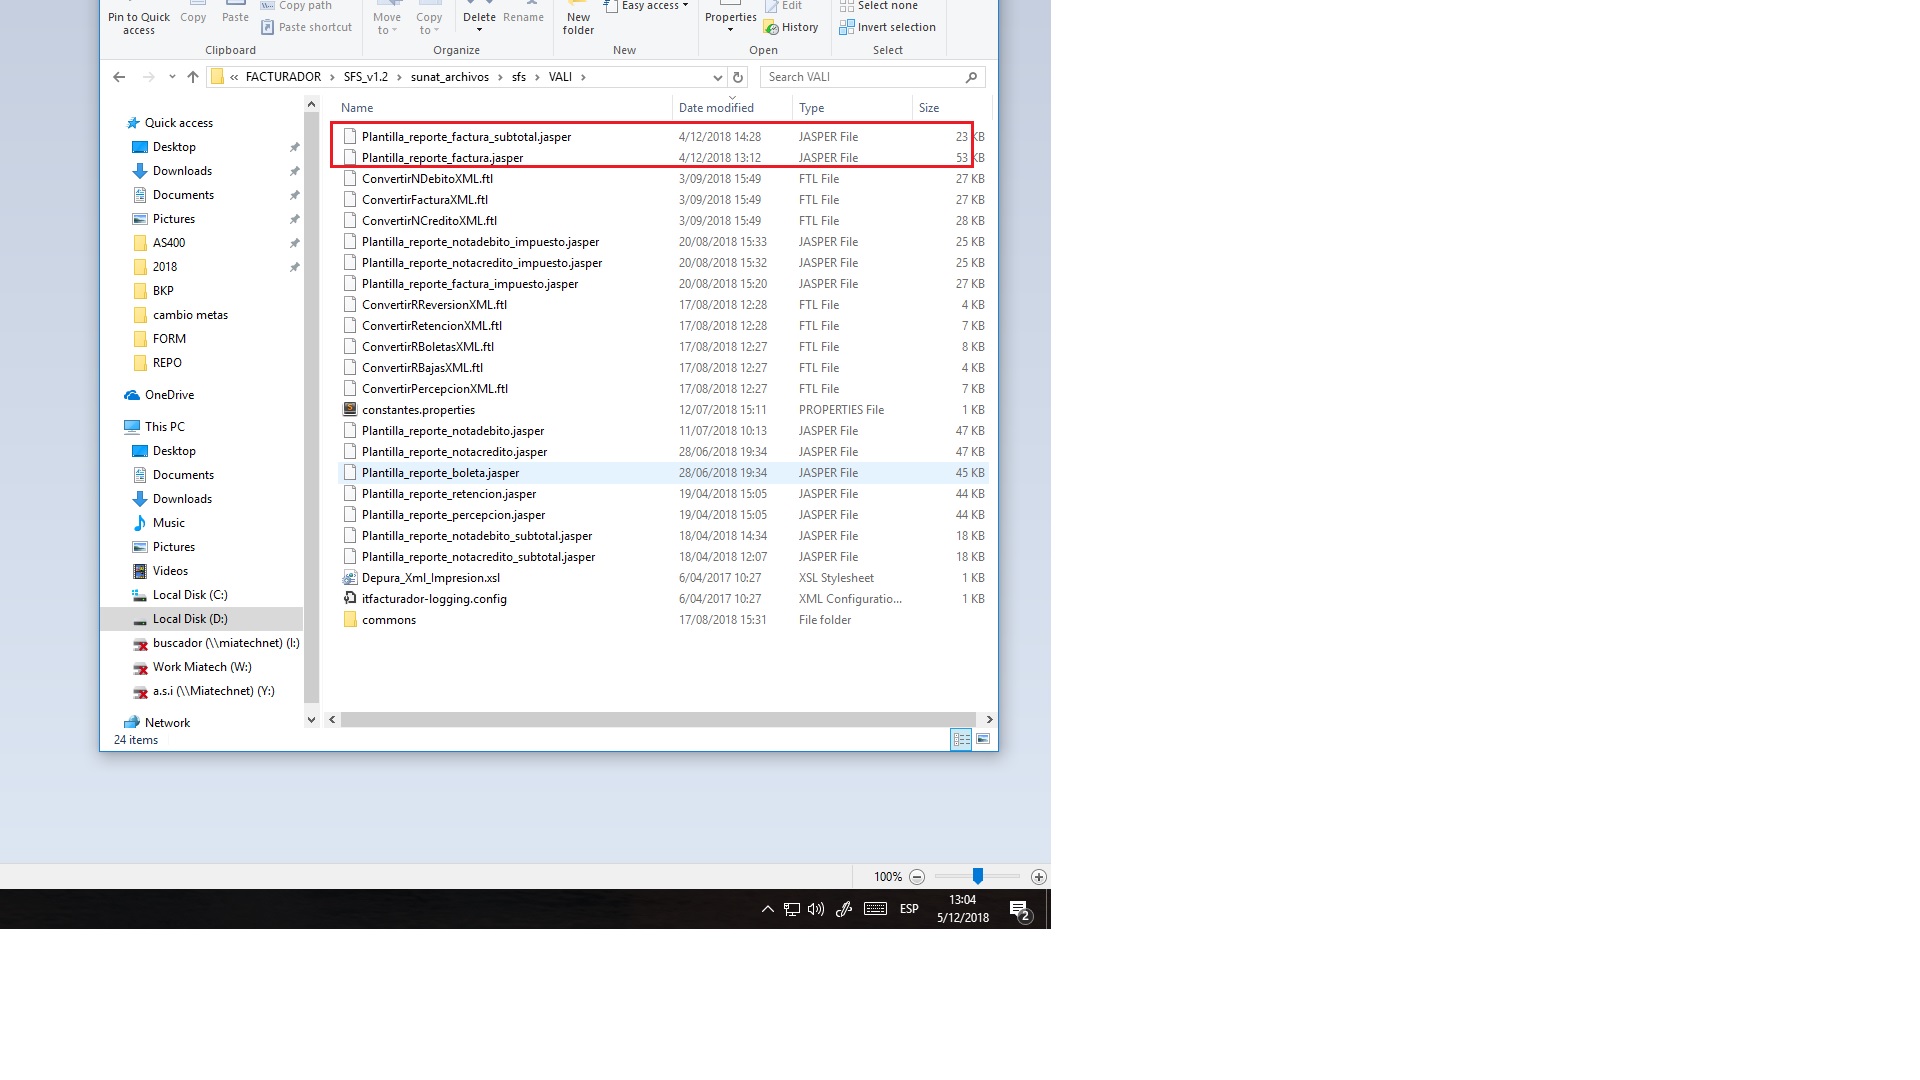 Copy path
Easy access
Edit
Select none
Pin to Quick access
Copy
Paste
Paste shortcut
Move to
Copy to
Delete
Rename
New folder
Properties
History
Invert selection
Clipboard
Organize
New
Open
Select
« FACTURADOR > SFS_v1.2 > sunat_archivos > sfs > VALI >
Search VALI
Name Date modified Type Size
Quick access
Desktop
Downloads
Documents
Pictures
AS400
2018
BKP
cambio metas
FORM
REPO
OneDrive
This PC
Desktop
Documents
Downloads
Music
Pictures
Videos
Local Disk (C:)
Local Disk (D:)
buscador (\\miatechnet) (I:)
Work Miatech (W:)
a.s.i (\\Miatechnet) (Y:)
Network
Plantilla_reporte_factura_subtotal.jasper 4/12/2018 14:28 JASPER File 23 KB
Plantilla_reporte_factura.jasper 4/12/2018 13:12 JASPER File 53 KB
ConvertirNDebitoXML.ftl 3/09/2018 15:49 FTL File 27 KB
ConvertirFacturaXML.ftl 3/09/2018 15:49 FTL File 27 KB
ConvertirNCreditoXML.ftl 3/09/2018 15:49 FTL File 28 KB
Plantilla_reporte_notadebito_impuesto.jasper 20/08/2018 15:33 JASPER File 25 KB
Plantilla_reporte_notacredito_impuesto.jasper 20/08/2018 15:32 JASPER File 25 KB
Plantilla_reporte_factura_impuesto.jasper 20/08/2018 15:20 JASPER File 27 KB
ConvertirRReversionXML.ftl 17/08/2018 12:28 FTL File 4 KB
ConvertirRetencionXML.ftl 17/08/2018 12:28 FTL File 7 KB
ConvertirRBoletasXML.ftl 17/08/2018 12:27 FTL File 8 KB
ConvertirRBajasXML.ftl 17/08/2018 12:27 FTL File 4 KB
ConvertirPercepcionXML.ftl 17/08/2018 12:27 FTL File 7 KB
constantes.properties 12/07/2018 15:11 PROPERTIES File 1 KB
Plantilla_reporte_notadebito.jasper 11/07/2018 10:13 JASPER File 47 KB
Plantilla_reporte_notacredito.jasper 28/06/2018 19:34 JASPER File 47 KB
Plantilla_reporte_boleta.jasper 28/06/2018 19:34 JASPER File 45 KB
Plantilla_reporte_retencion.jasper 19/04/2018 15:05 JASPER File 44 KB
Plantilla_reporte_percepcion.jasper 19/04/2018 15:05 JASPER File 44 KB
Plantilla_reporte_notadebito_subtotal.jasper 18/04/2018 14:34 JASPER File 18 KB
Plantilla_reporte_notacredito_subtotal.jasper 18/04/2018 12:07 JASPER File 18 KB
Depura_Xml_Impresion.xsl 6/04/2017 10:27 XSL Stylesheet 1 KB
itfacturador-logging.config 6/04/2017 10:27 XML Configuratio... 1 KB
commons 17/08/2018 15:31 File folder
24 items
100%
ESP
13:04
5/12/2018
2